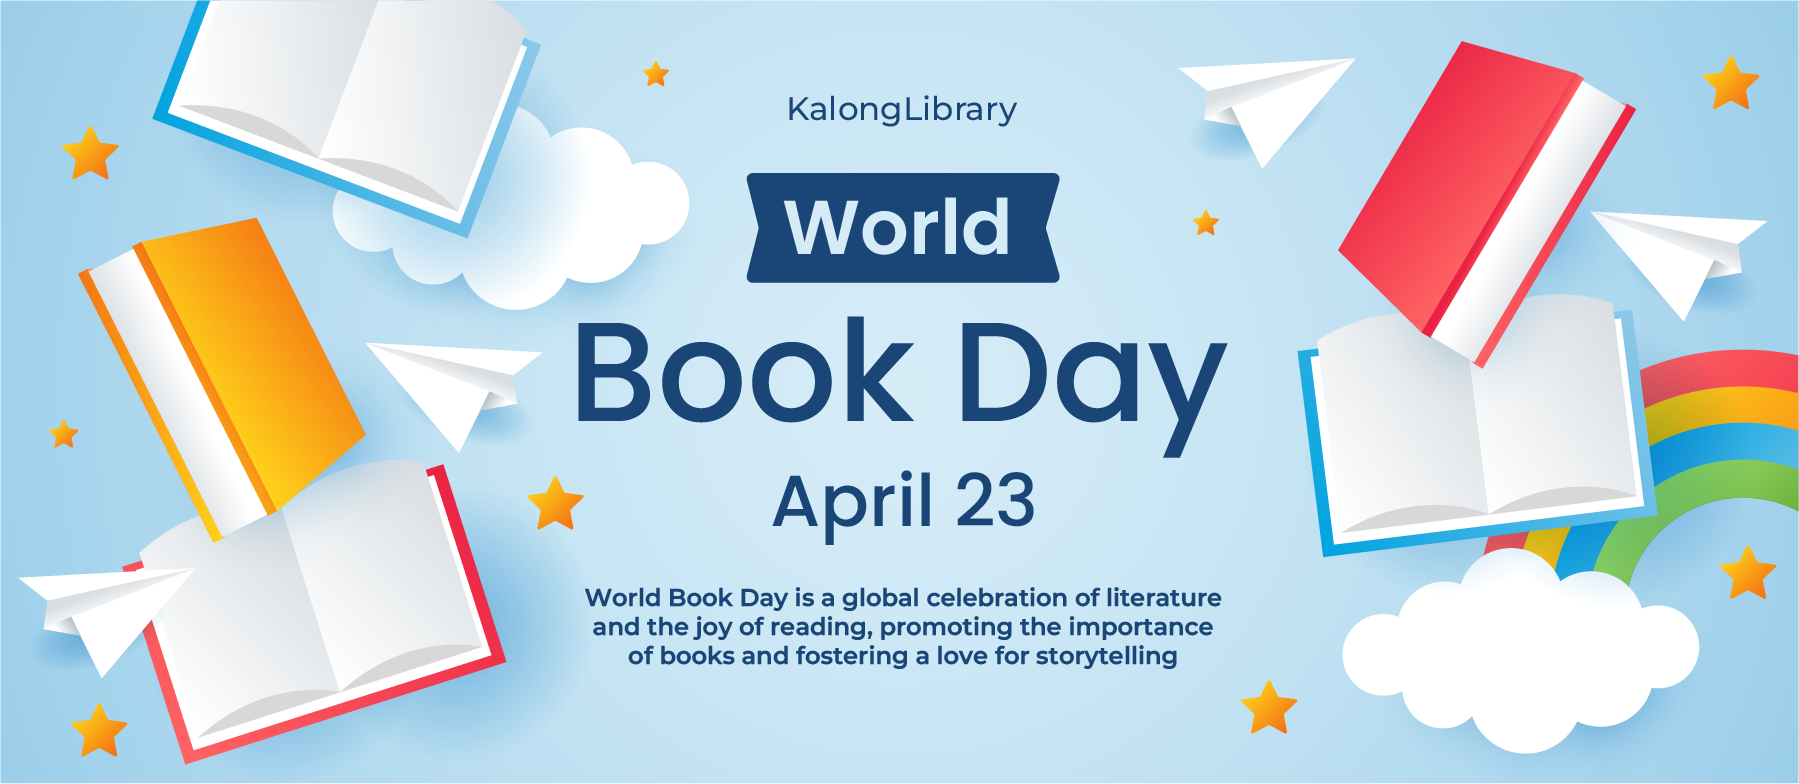 KalongLibrary
World
Book Day
April 23
World Book Day is a global celebration of literature
and the joy of reading, promoting the importance
of books and fostering a love for storytelling